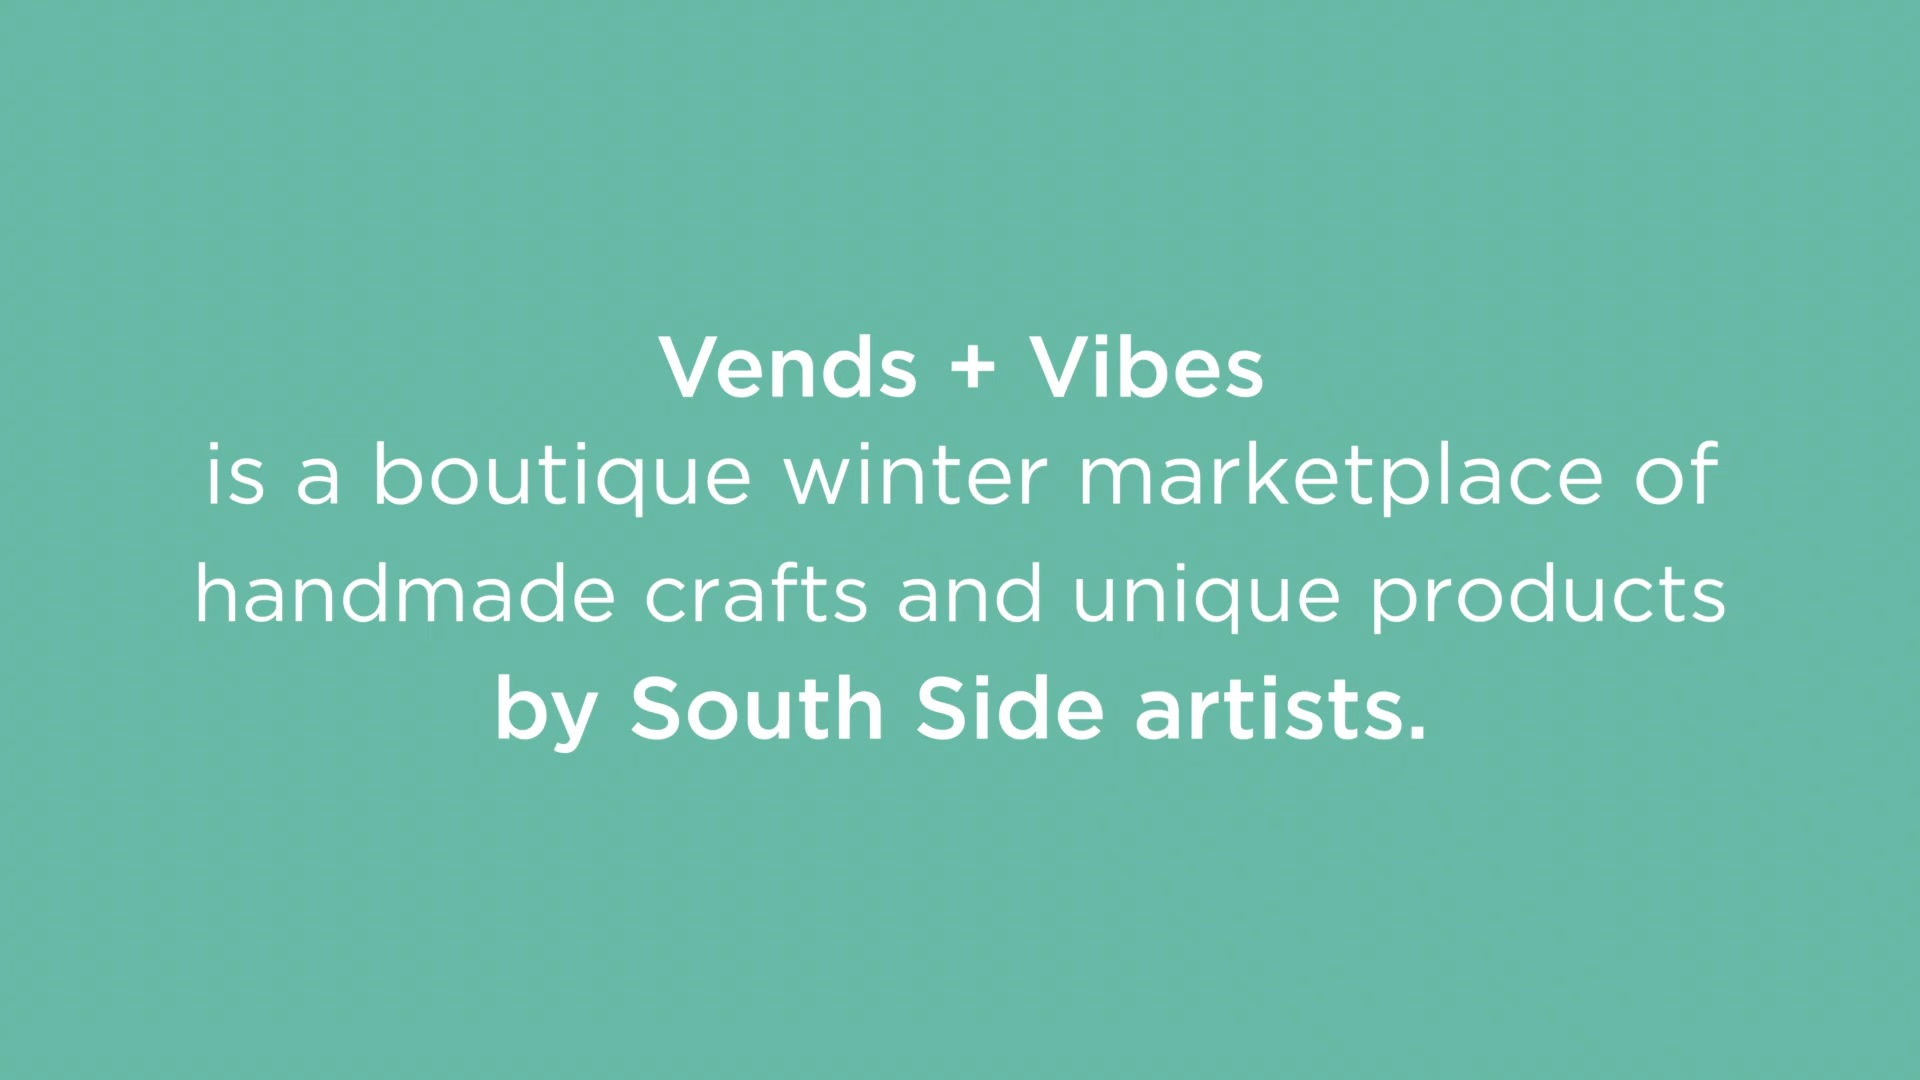 Vends + Vibes
is a boutique winter marketplace of
handmade crafts and unique products
by South Side artists.